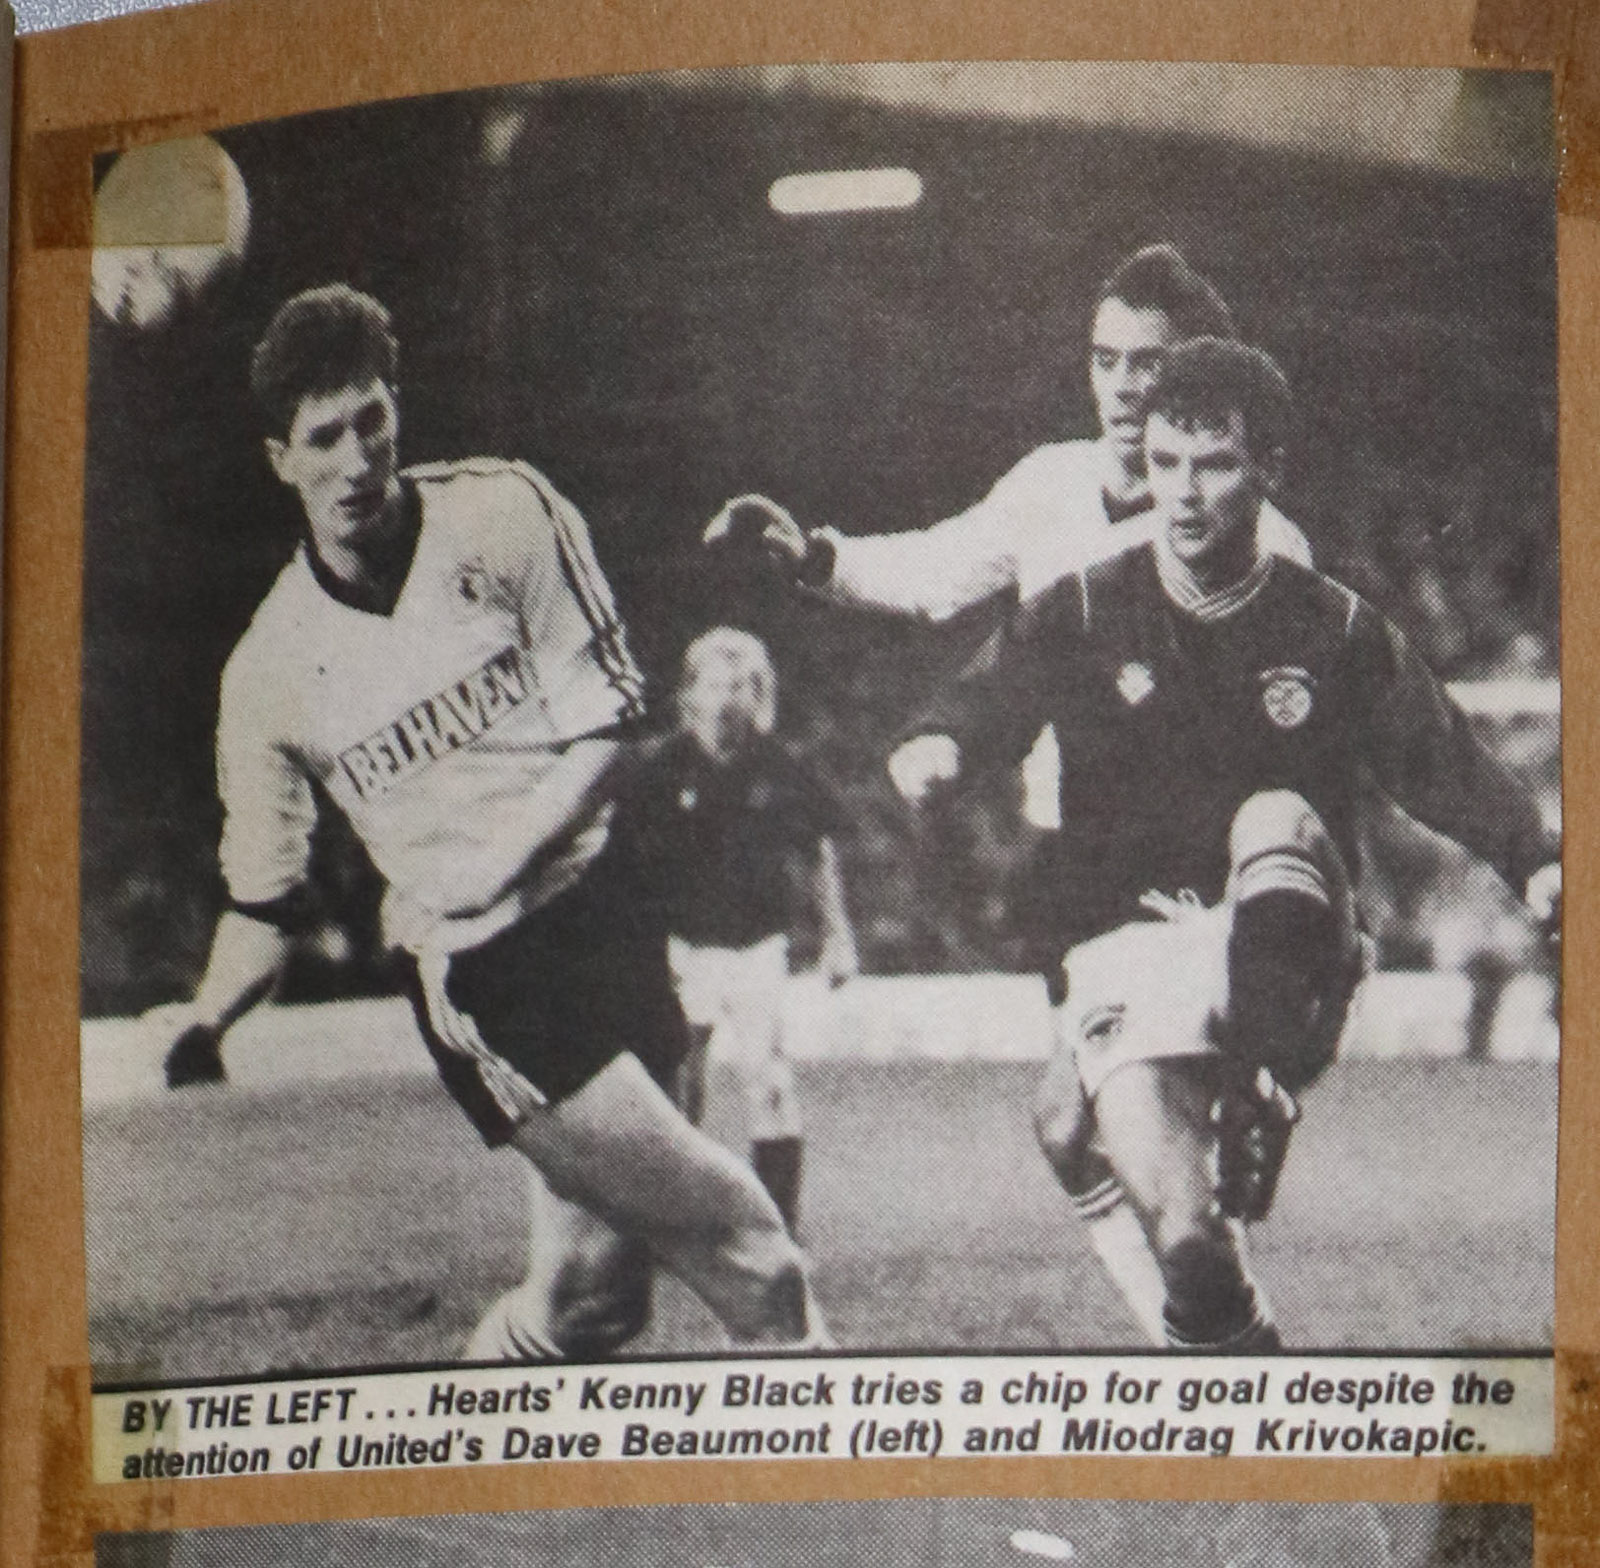 BELHAVEN
BY THE LEFT... Hearts' Kenny Black tries a chip for goal despite the
attention of United's Dave Beaumont (left) and Miodrag Krivokapic.